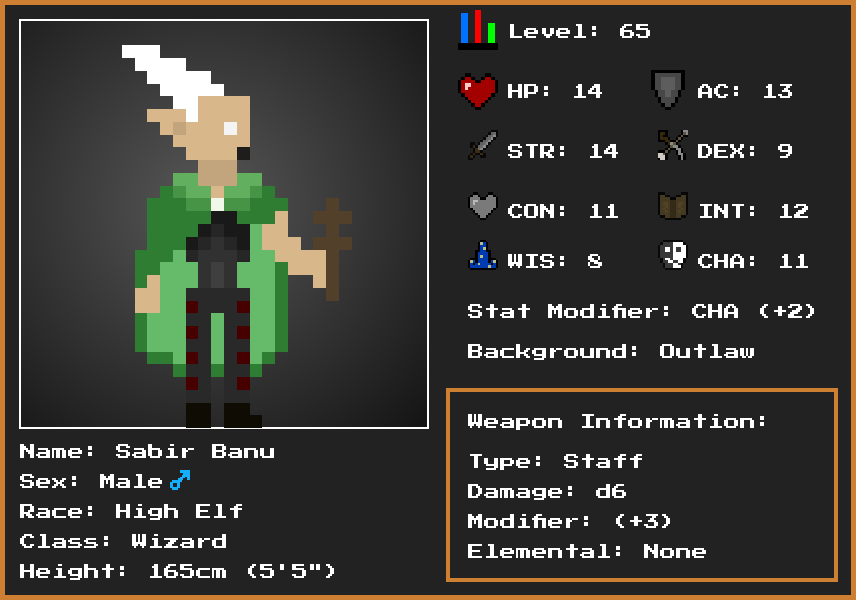 Level: 65
HP: 14
AC: 13
STR: 14
DEX: 9
CON: 11
INT: 12
WIS: 8
CHA: 11
Stat Modifier: CHA (+2)
Background: Outlaw
Weapon Information:
Type: Staff
Damage: d6
Modifier: (+3)
Elemental: None
Name: Sabir Banu
Sex: Male♂
Race: High Elf
Class: Wizard
Height: 165cm (5'5")